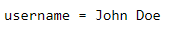 username = John Doe